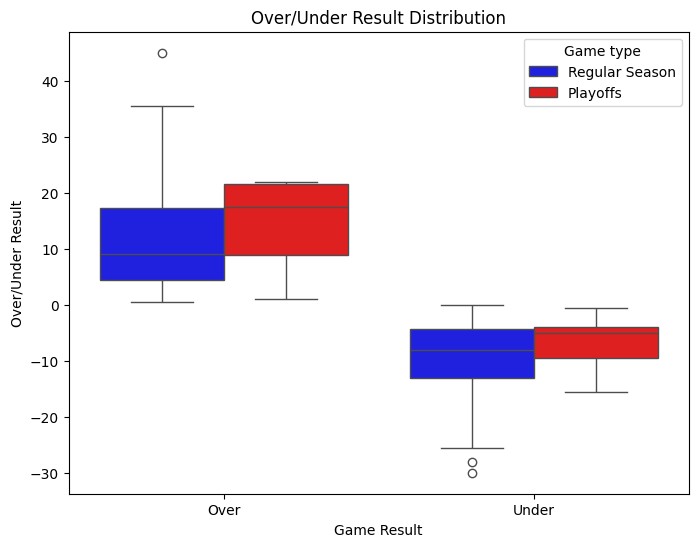 Over/Under Result Distribution
Game type
Regular Season
Playoffs
Over/Under Result
40
30
20
10
0
−10
−20
−30
Over
Under
Game Result